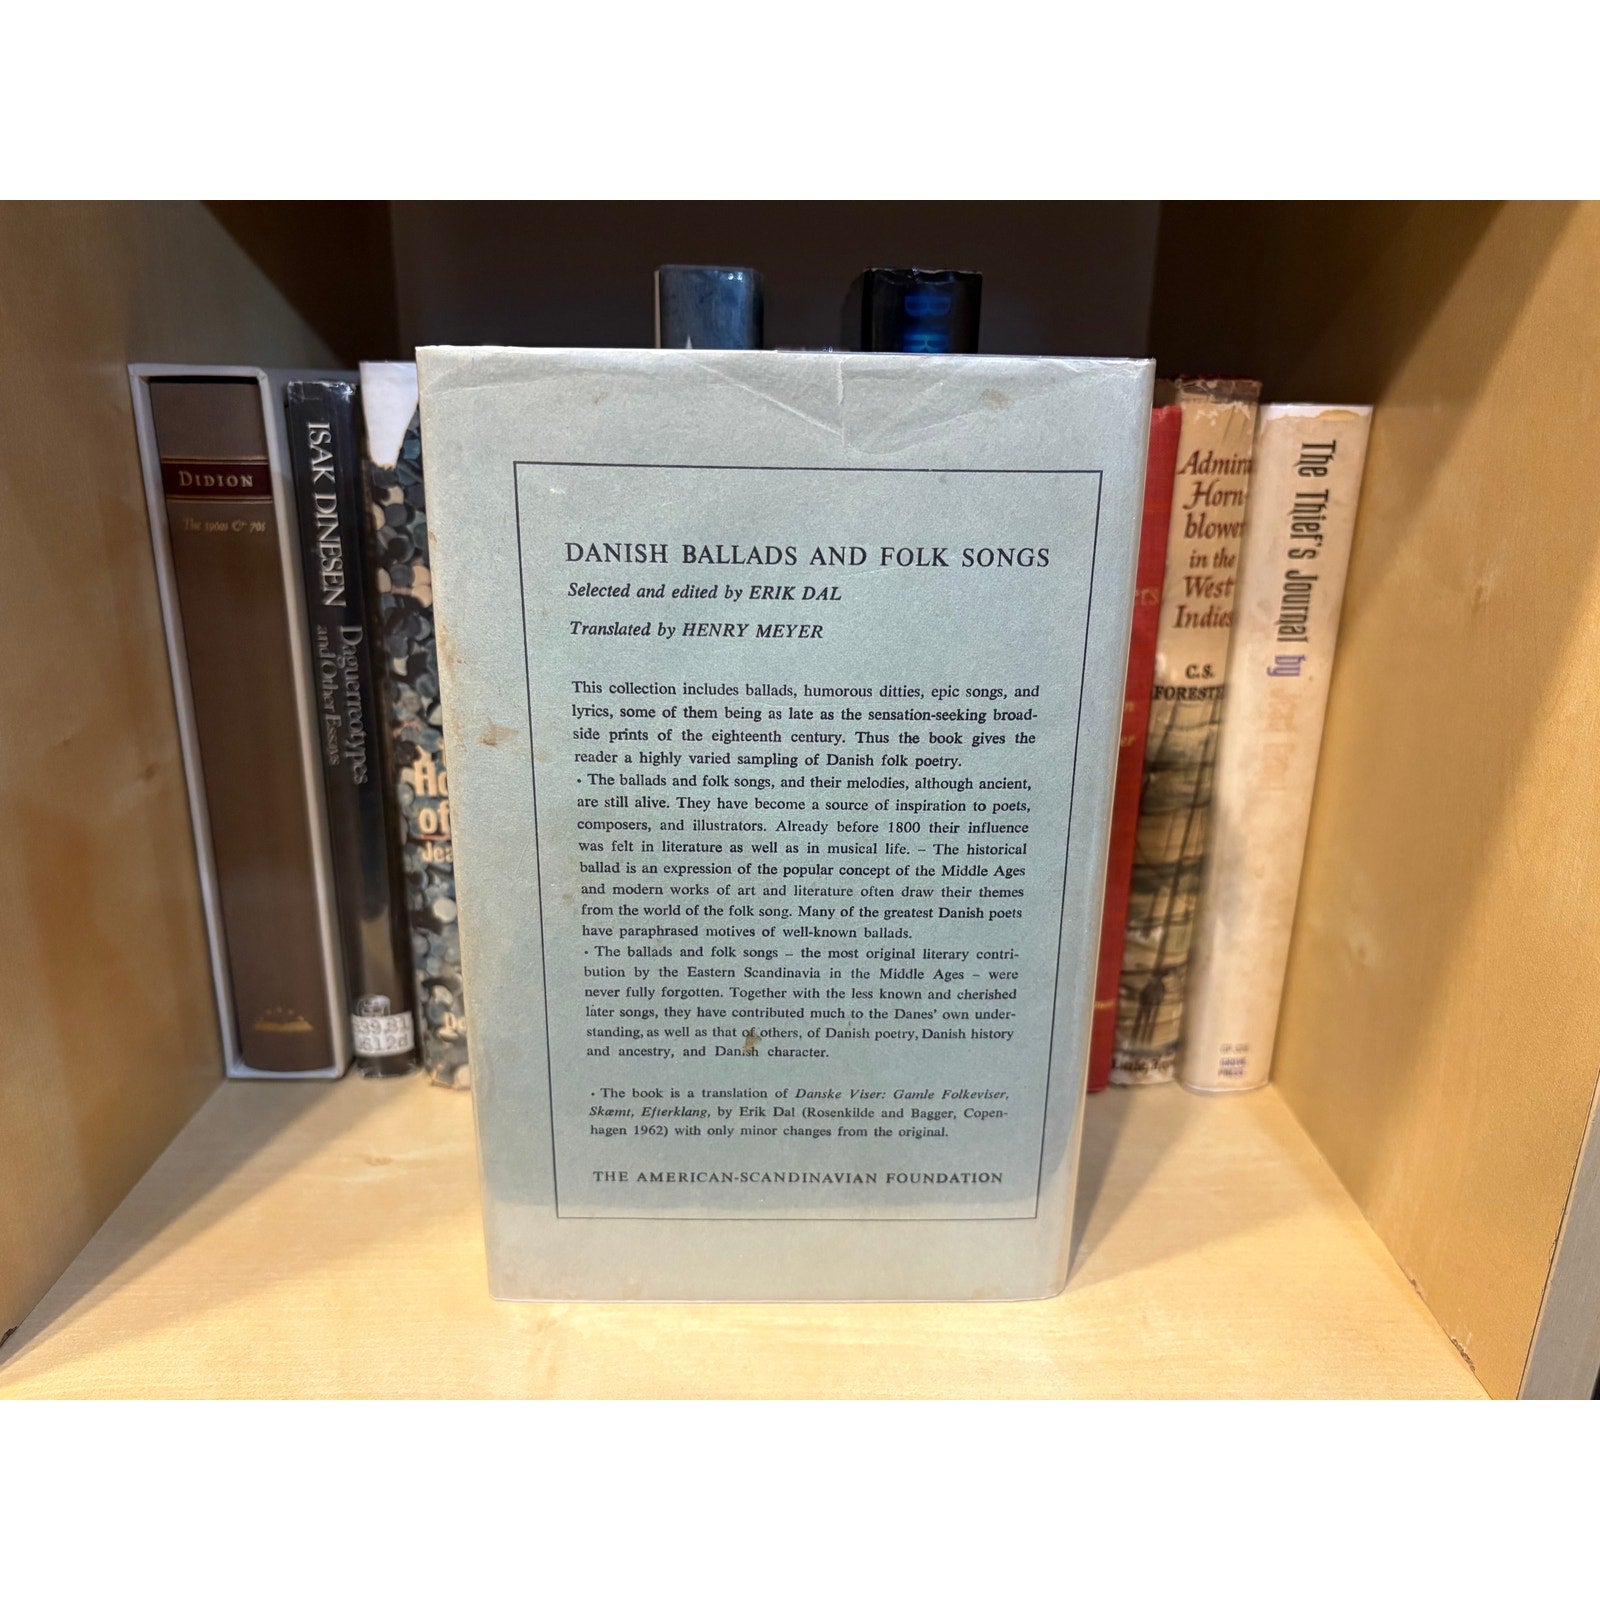 DIDION
The 1960s & 70s
ISAK DINESEN
Daguerreotypes
and Other Essays
839.81
D612d
of
DANISH BALLADS AND FOLK SONGS
Selected and edited by ERIK DAL
Translated by HENRY MEYER
This collection includes ballads, humorous ditties, epic songs, and
lyrics, some of them being as late as the sensation-seeking broad-
side prints of the eighteenth century. Thus the book gives the
reader a highly varied sampling of Danish folk poetry.
• The ballads and folk songs, and their melodies, although ancient,
are still alive. They have become a source of inspiration to poets,
composers, and illustrators. Already before 1800 their influence
was felt in literature as well as in musical life. – The historical
ballad is an expression of the popular concept of the Middle Ages
and modern works of art and literature often draw their themes
from the world of the folk song. Many of the greatest Danish poets
have paraphrased motives of well-known ballads.
• The ballads and folk songs – the most original literary contri-
bution by the Eastern Scandinavia in the Middle Ages – were
never fully forgotten. Together with the less known and cherished
later songs, they have contributed much to the Danes' own under-
standing, as well as that of others, of Danish poetry, Danish history
and ancestry, and Danish character.
• The book is a translation of Danske Viser: Gamle Folkeviser,
Skæmt, Efterklang, by Erik Dal (Rosenkilde and Bagger, Copen-
hagen 1962) with only minor changes from the original.
THE AMERICAN-SCANDINAVIAN FOUNDATION
Admiral
Horn-
blower
in the
West
Indies
C.S.
FORESTER
The Thief's Journal by
GROVE
PRESS